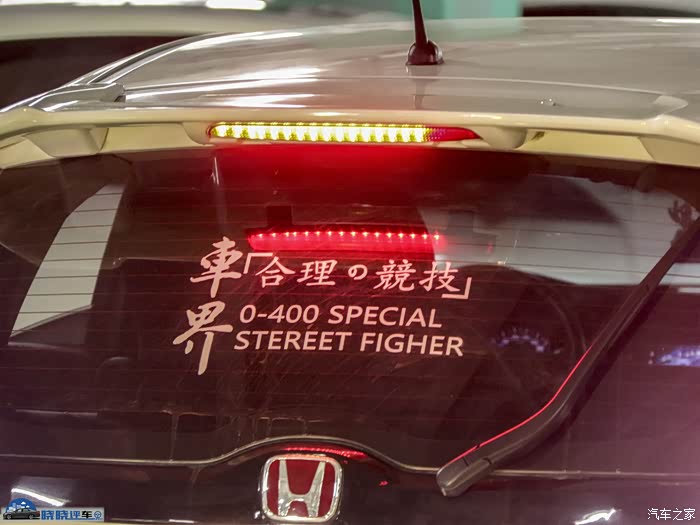 車界
「合理の競技」
0-400 SPECIAL
STEREET FIGHER
晓晓评车
汽车之家